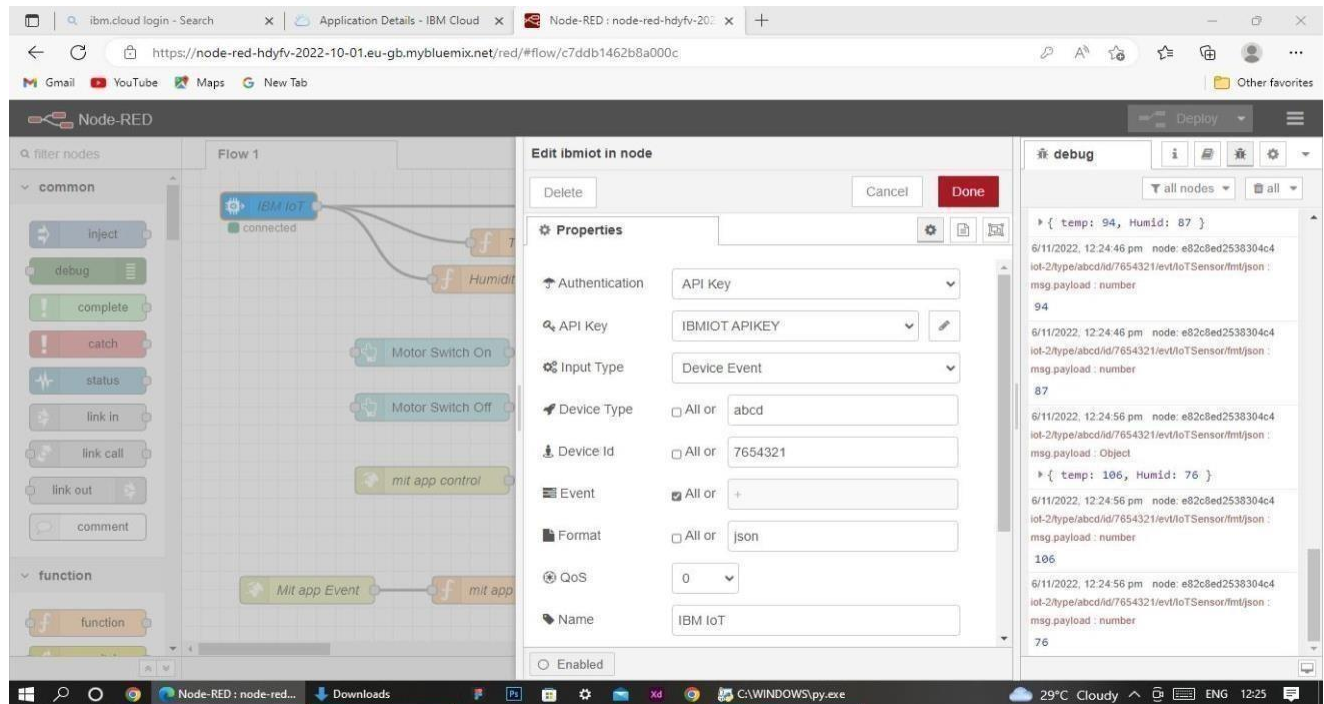 ibm.cloud login - Search
Application Details - IBM Cloud
Node-RED : node-red-hdyfv-202
https://node-red-hdyfv-2022-10-01.eu-gb.mybluemix.net/red/#flow/c7ddb1462b8a000c
Gmail YouTube Maps New Tab Other favorites
Node-RED Deploy
filter nodes
common
inject
debug
complete
catch
status
link in
link call
link out
comment
function
function
Flow 1
IBM IoT
connected
T
Humidit
Motor Switch On
Motor Switch Off
mit app control
Mit app Event
mit app
Edit ibmiot in node
Delete Cancel Done
Properties
Authentication API Key
API Key IBMIOT APIKEY
Input Type Device Event
Device Type All or abcd
Device Id All or 7654321
Event All or +
Format All or json
QoS 0
Name IBM IoT
Enabled
debug
all nodes all
{ temp: 94, Humid: 87 }
6/11/2022, 12:24:46 pm node: e82c8ed2538304c4
iot-2/type/abcd/id/7654321/evt/IoTSensor/fmt/json :
msg.payload : number
94
6/11/2022, 12:24:46 pm node: e82c8ed2538304c4
iot-2/type/abcd/id/7654321/evt/IoTSensor/fmt/json :
msg.payload : number
87
6/11/2022, 12:24:56 pm node: e82c8ed2538304c4
iot-2/type/abcd/id/7654321/evt/IoTSensor/fmt/json :
msg.payload : Object
{ temp: 106, Humid: 76 }
6/11/2022, 12:24:56 pm node: e82c8ed2538304c4
iot-2/type/abcd/id/7654321/evt/IoTSensor/fmt/json :
msg.payload : number
106
6/11/2022, 12:24:56 pm node: e82c8ed2538304c4
iot-2/type/abcd/id/7654321/evt/IoTSensor/fmt/json :
msg.payload : number
76
Node-RED : node-red... Downloads Ps Xd C:\WINDOWS\py.exe 29°C Cloudy ENG 12:25